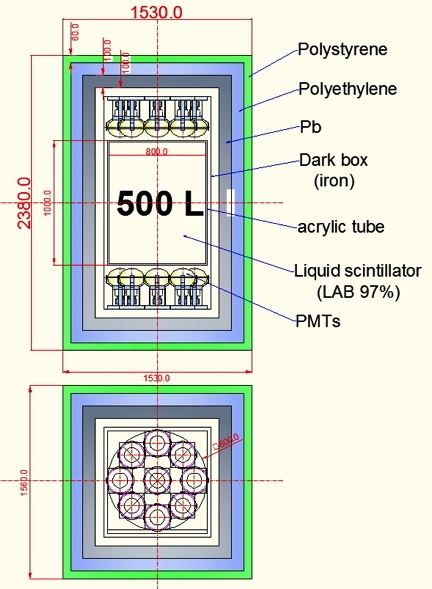 1530.0
60.0
100.0
100.0
Polystyrene
Polyethylene
Pb
Dark box
(iron)
2380.0
1000.0
800.0
500 L
acrylic tube
Liquid scintillator
(LAB 97%)
PMTs
1530.0
1560.0